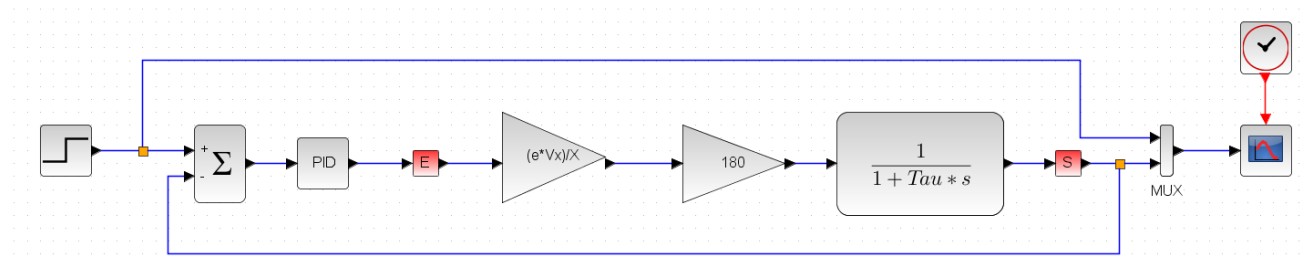 +
-
Σ
PID
E
(e*Vx)/X
180
1
1 + Tau * s
S
MUX